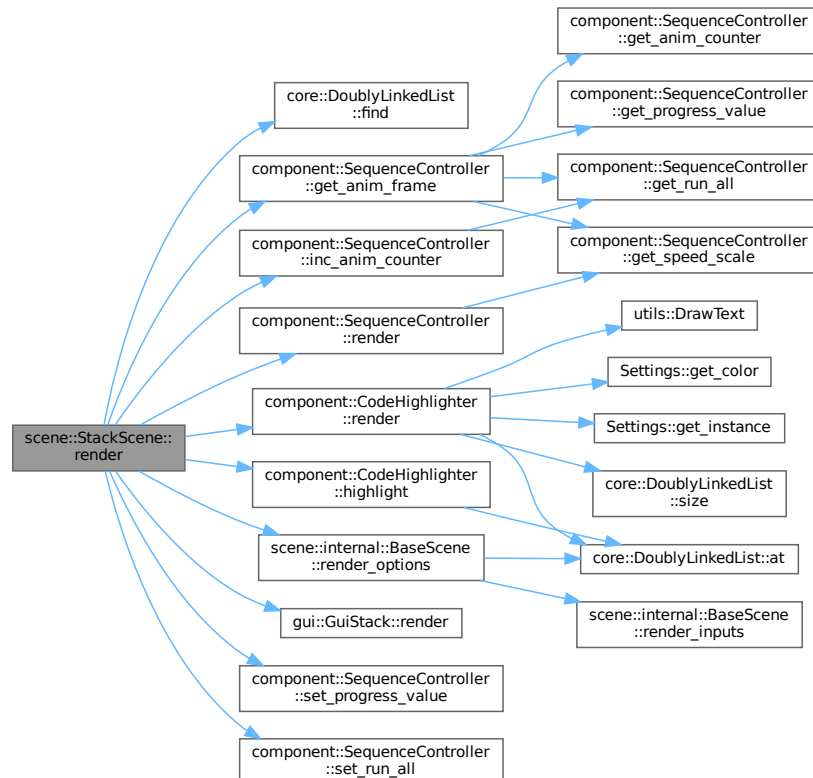 scene::StackScene::
render
core::DoublyLinkedList
::find
component::SequenceController
::get_anim_frame
component::SequenceController
::inc_anim_counter
component::SequenceController
::render
component::CodeHighlighter
::render
component::CodeHighlighter
::highlight
scene::internal::BaseScene
::render_options
gui::GuiStack::render
component::SequenceController
::set_progress_value
component::SequenceController
::set_run_all
component::SequenceController
::get_anim_counter
component::SequenceController
::get_progress_value
component::SequenceController
::get_run_all
component::SequenceController
::get_speed_scale
utils::DrawText
Settings::get_color
Settings::get_instance
core::DoublyLinkedList
::size
core::DoublyLinkedList::at
scene::internal::BaseScene
::render_inputs